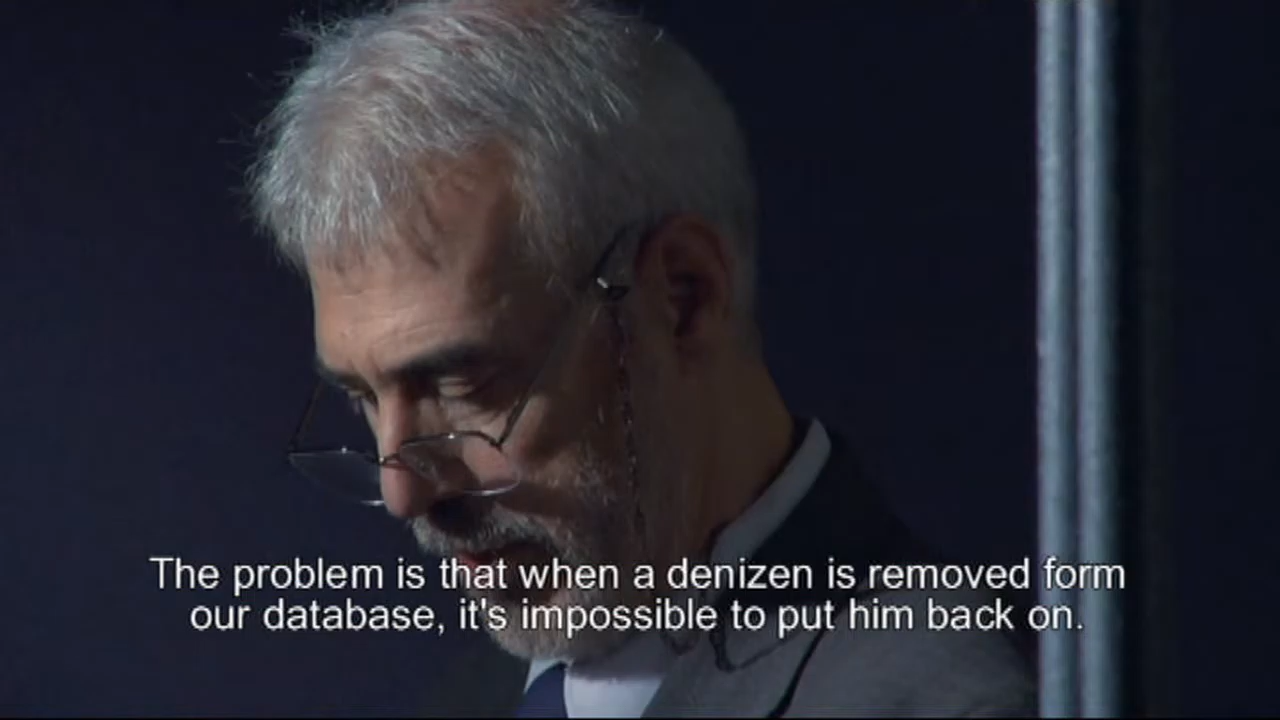 The problem is that when a denizen is removed form
our database, it's impossible to put him back on.